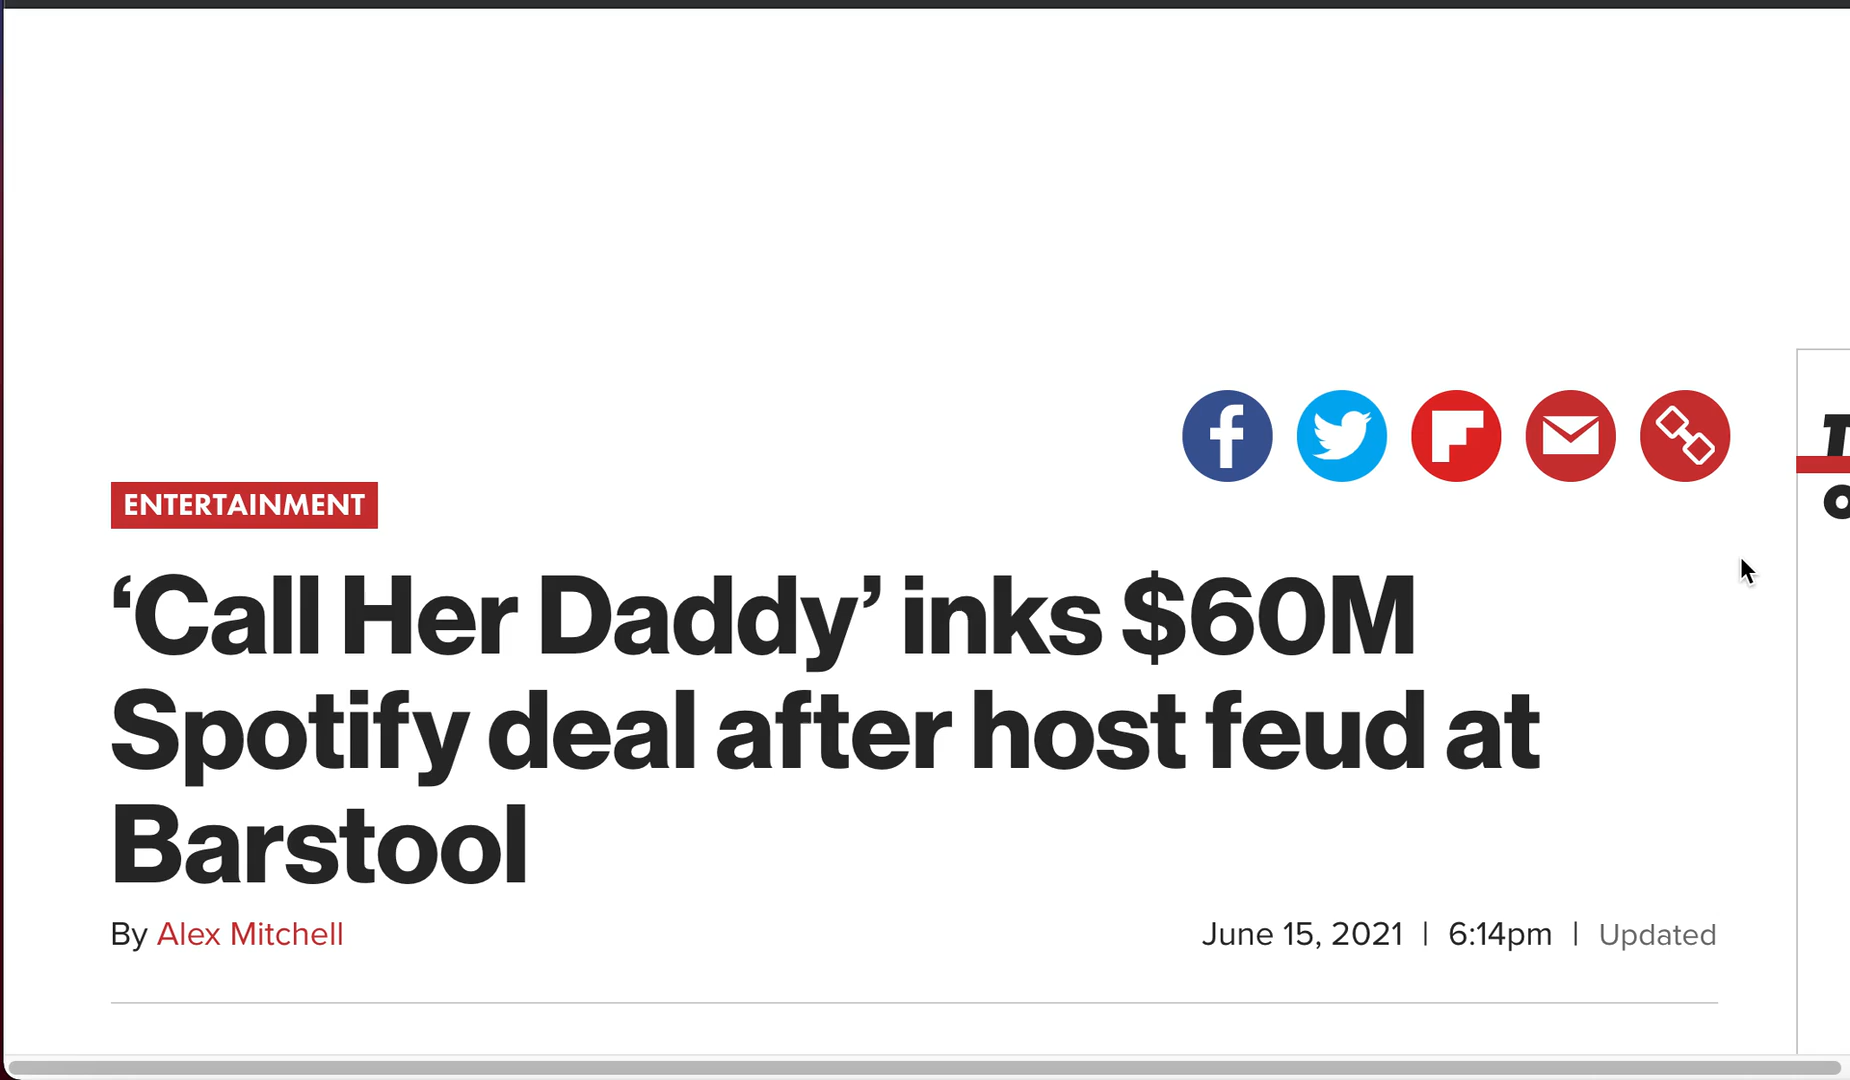 ENTERTAINMENT
‘Call Her Daddy’ inks $60M
Spotify deal after host feud at
Barstool
By Alex Mitchell
June 15, 2021 | 6:14pm | Updated